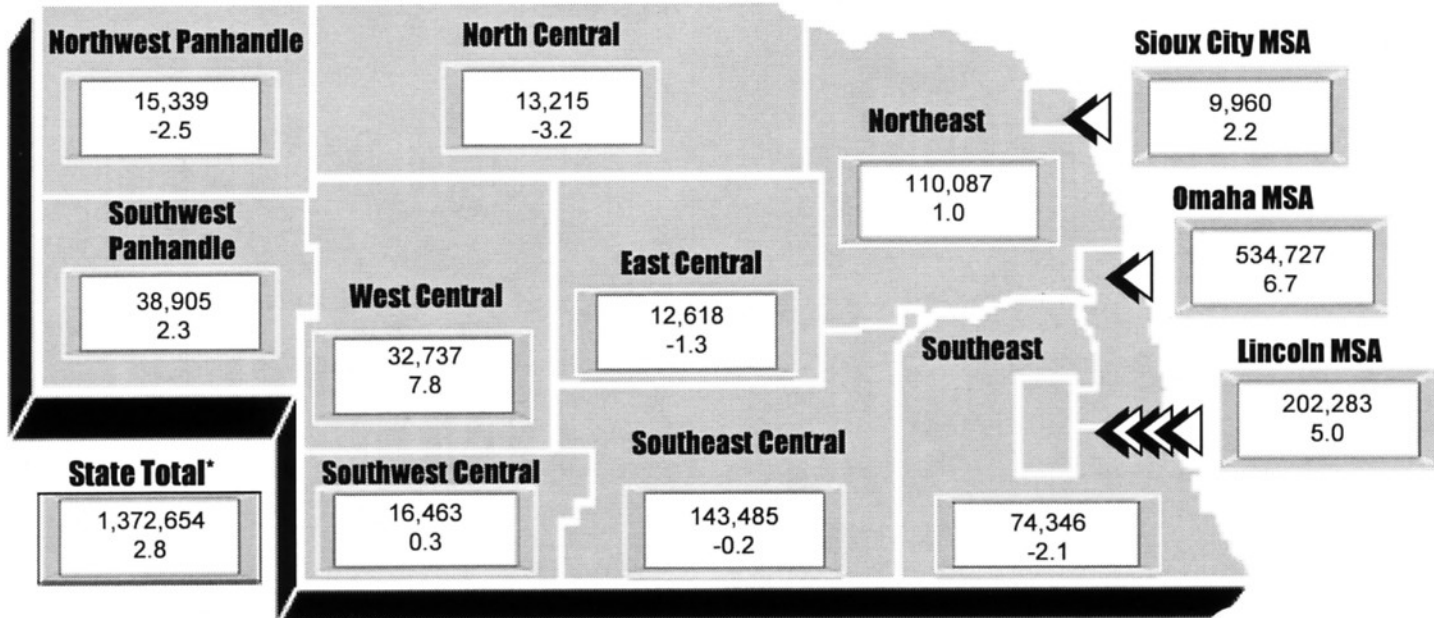 Northwest Panhandle
15,339
-2.5
North Central
13,215
-3.2
Sioux City MSA
9,960
2.2
Northeast
110,087
1.0
Southwest
Panhandle
38,905
2.3
West Central
32,737
7.8
East Central
12,618
-1.3
Omaha MSA
534,727
6.7
Southeast
74,346
-2.1
Lincoln MSA
202,283
5.0
State Total*
1,372,654
2.8
Southwest Central
16,463
0.3
Southeast Central
143,485
-0.2